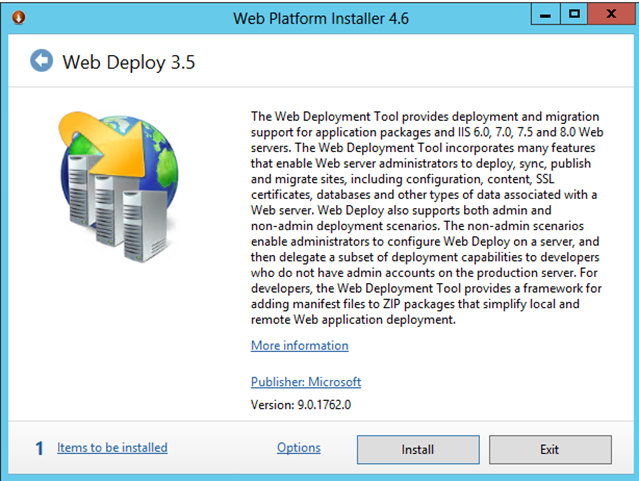 Web Platform Installer 4.6
Web Deploy 3.5
The Web Deployment Tool provides deployment and migration
support for application packages and IIS 6.0, 7.0, 7.5 and 8.0 Web
servers. The Web Deployment Tool incorporates many features
that enable Web server administrators to deploy, sync, publish
and migrate sites, including configuration, content, SSL
certificates, databases and other types of data associated with a
Web server. Web Deploy also supports both admin and
non-admin deployment scenarios. The non-admin scenarios
enable administrators to configure Web Deploy on a server, and
then delegate a subset of deployment capabilities to developers
who do not have admin accounts on the production server. For
developers, the Web Deployment Tool provides a framework for
adding manifest files to ZIP packages that simplify local and
remote Web application deployment.
More information
Publisher: Microsoft
Version: 9.0.1762.0
1 Items to be installed Options Install Exit